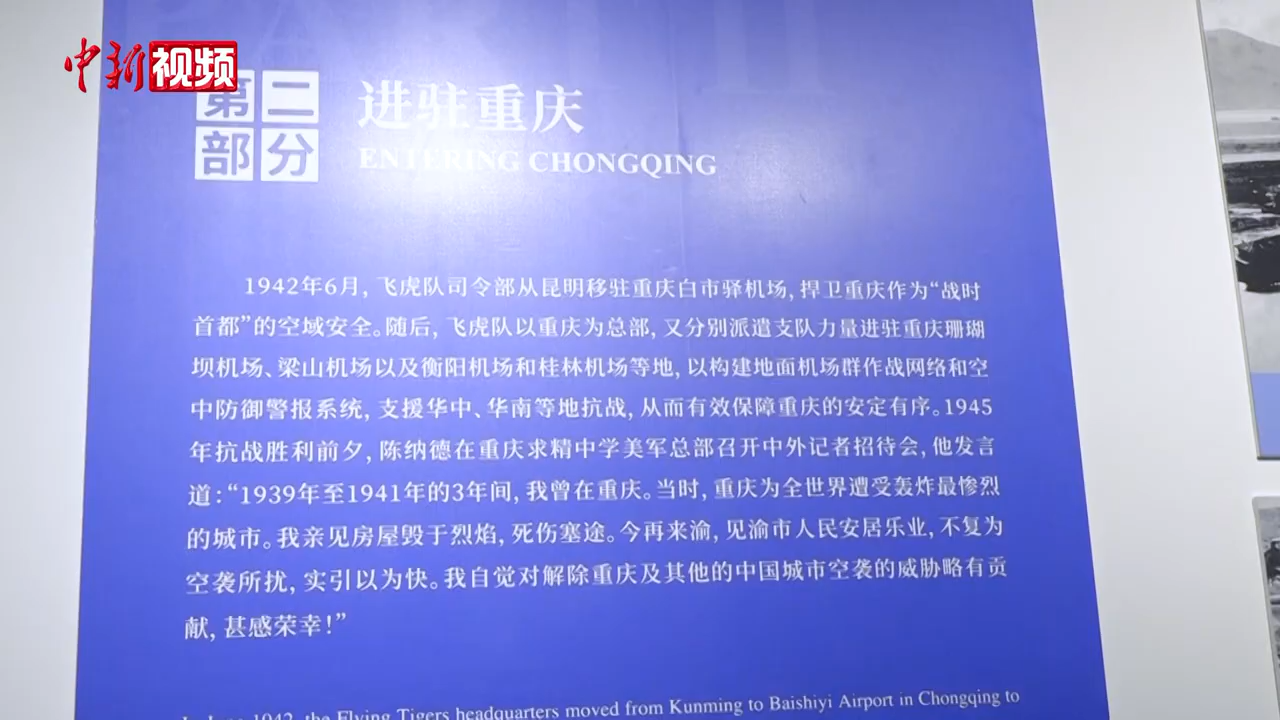 中新视频
第二
部分
进驻重庆
ENTERING CHONGQING
1942年6月，飞虎队司令部从昆明移驻重庆白市驿机场，捍卫重庆作为“战时
首都”的空域安全。随后，飞虎队以重庆为总部，又分别派遣支队力量进驻重庆珊瑚
坝机场、梁山机场以及衡阳机场和桂林机场等地，以构建地面机场群作战网络和空
中防御警报系统，支援华中、华南等地抗战，从而有效保障重庆的安定有序。1945
年抗战胜利前夕，陈纳德在重庆求精中学美军总部召开中外记者招待会，他发言
道：“1939年至1941年的3年间，我曾在重庆。当时，重庆为全世界遭受轰炸最惨烈
的城市。我亲见房屋毁于烈焰，死伤塞途。今再来渝，见渝市人民安居乐业，不复为
空袭所扰，实引以为快。我自觉对解除重庆及其他的中国城市空袭的威胁略有贡
献，甚感荣幸！”
In June 1942, the Flying Tigers headquarters moved from Kunming to Baishiyi Airport in Chongqing to